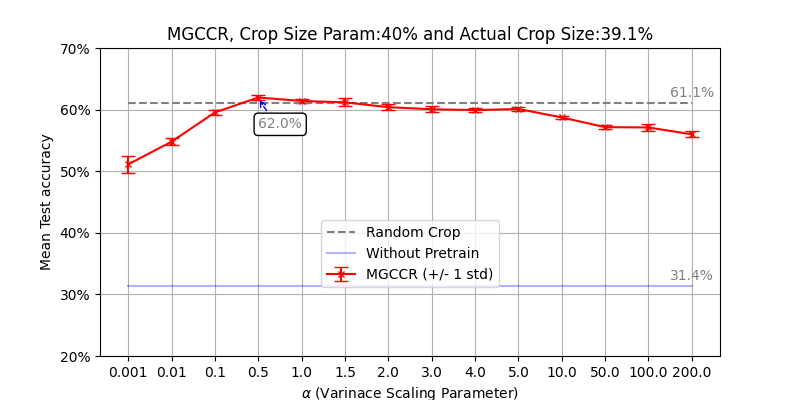 MGCCR, Crop Size Param:40% and Actual Crop Size:39.1%
70%
60%
50%
40%
30%
20%
Mean Test accuracy
61.1%
62.0%
31.4%
Random Crop
Without Pretrain
MGCCR (+/- 1 std)
0.001 0.01 0.1 0.5 1.0 1.5 2.0 3.0 4.0 5.0 10.0 50.0 100.0 200.0
α (Varinace Scaling Parameter)